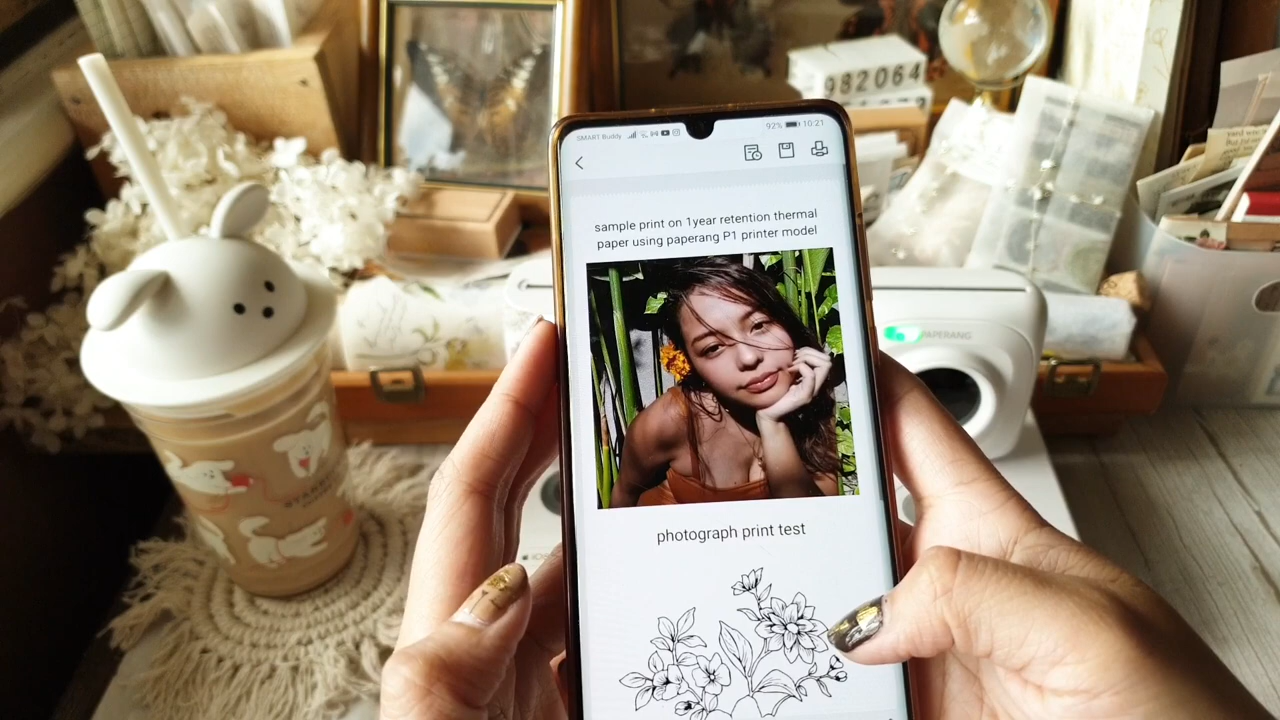 982064
SMART Buddy
92% 10:21
sample print on 1year retention thermal
paper using paperang P1 printer model
PAPERANG
photograph print test